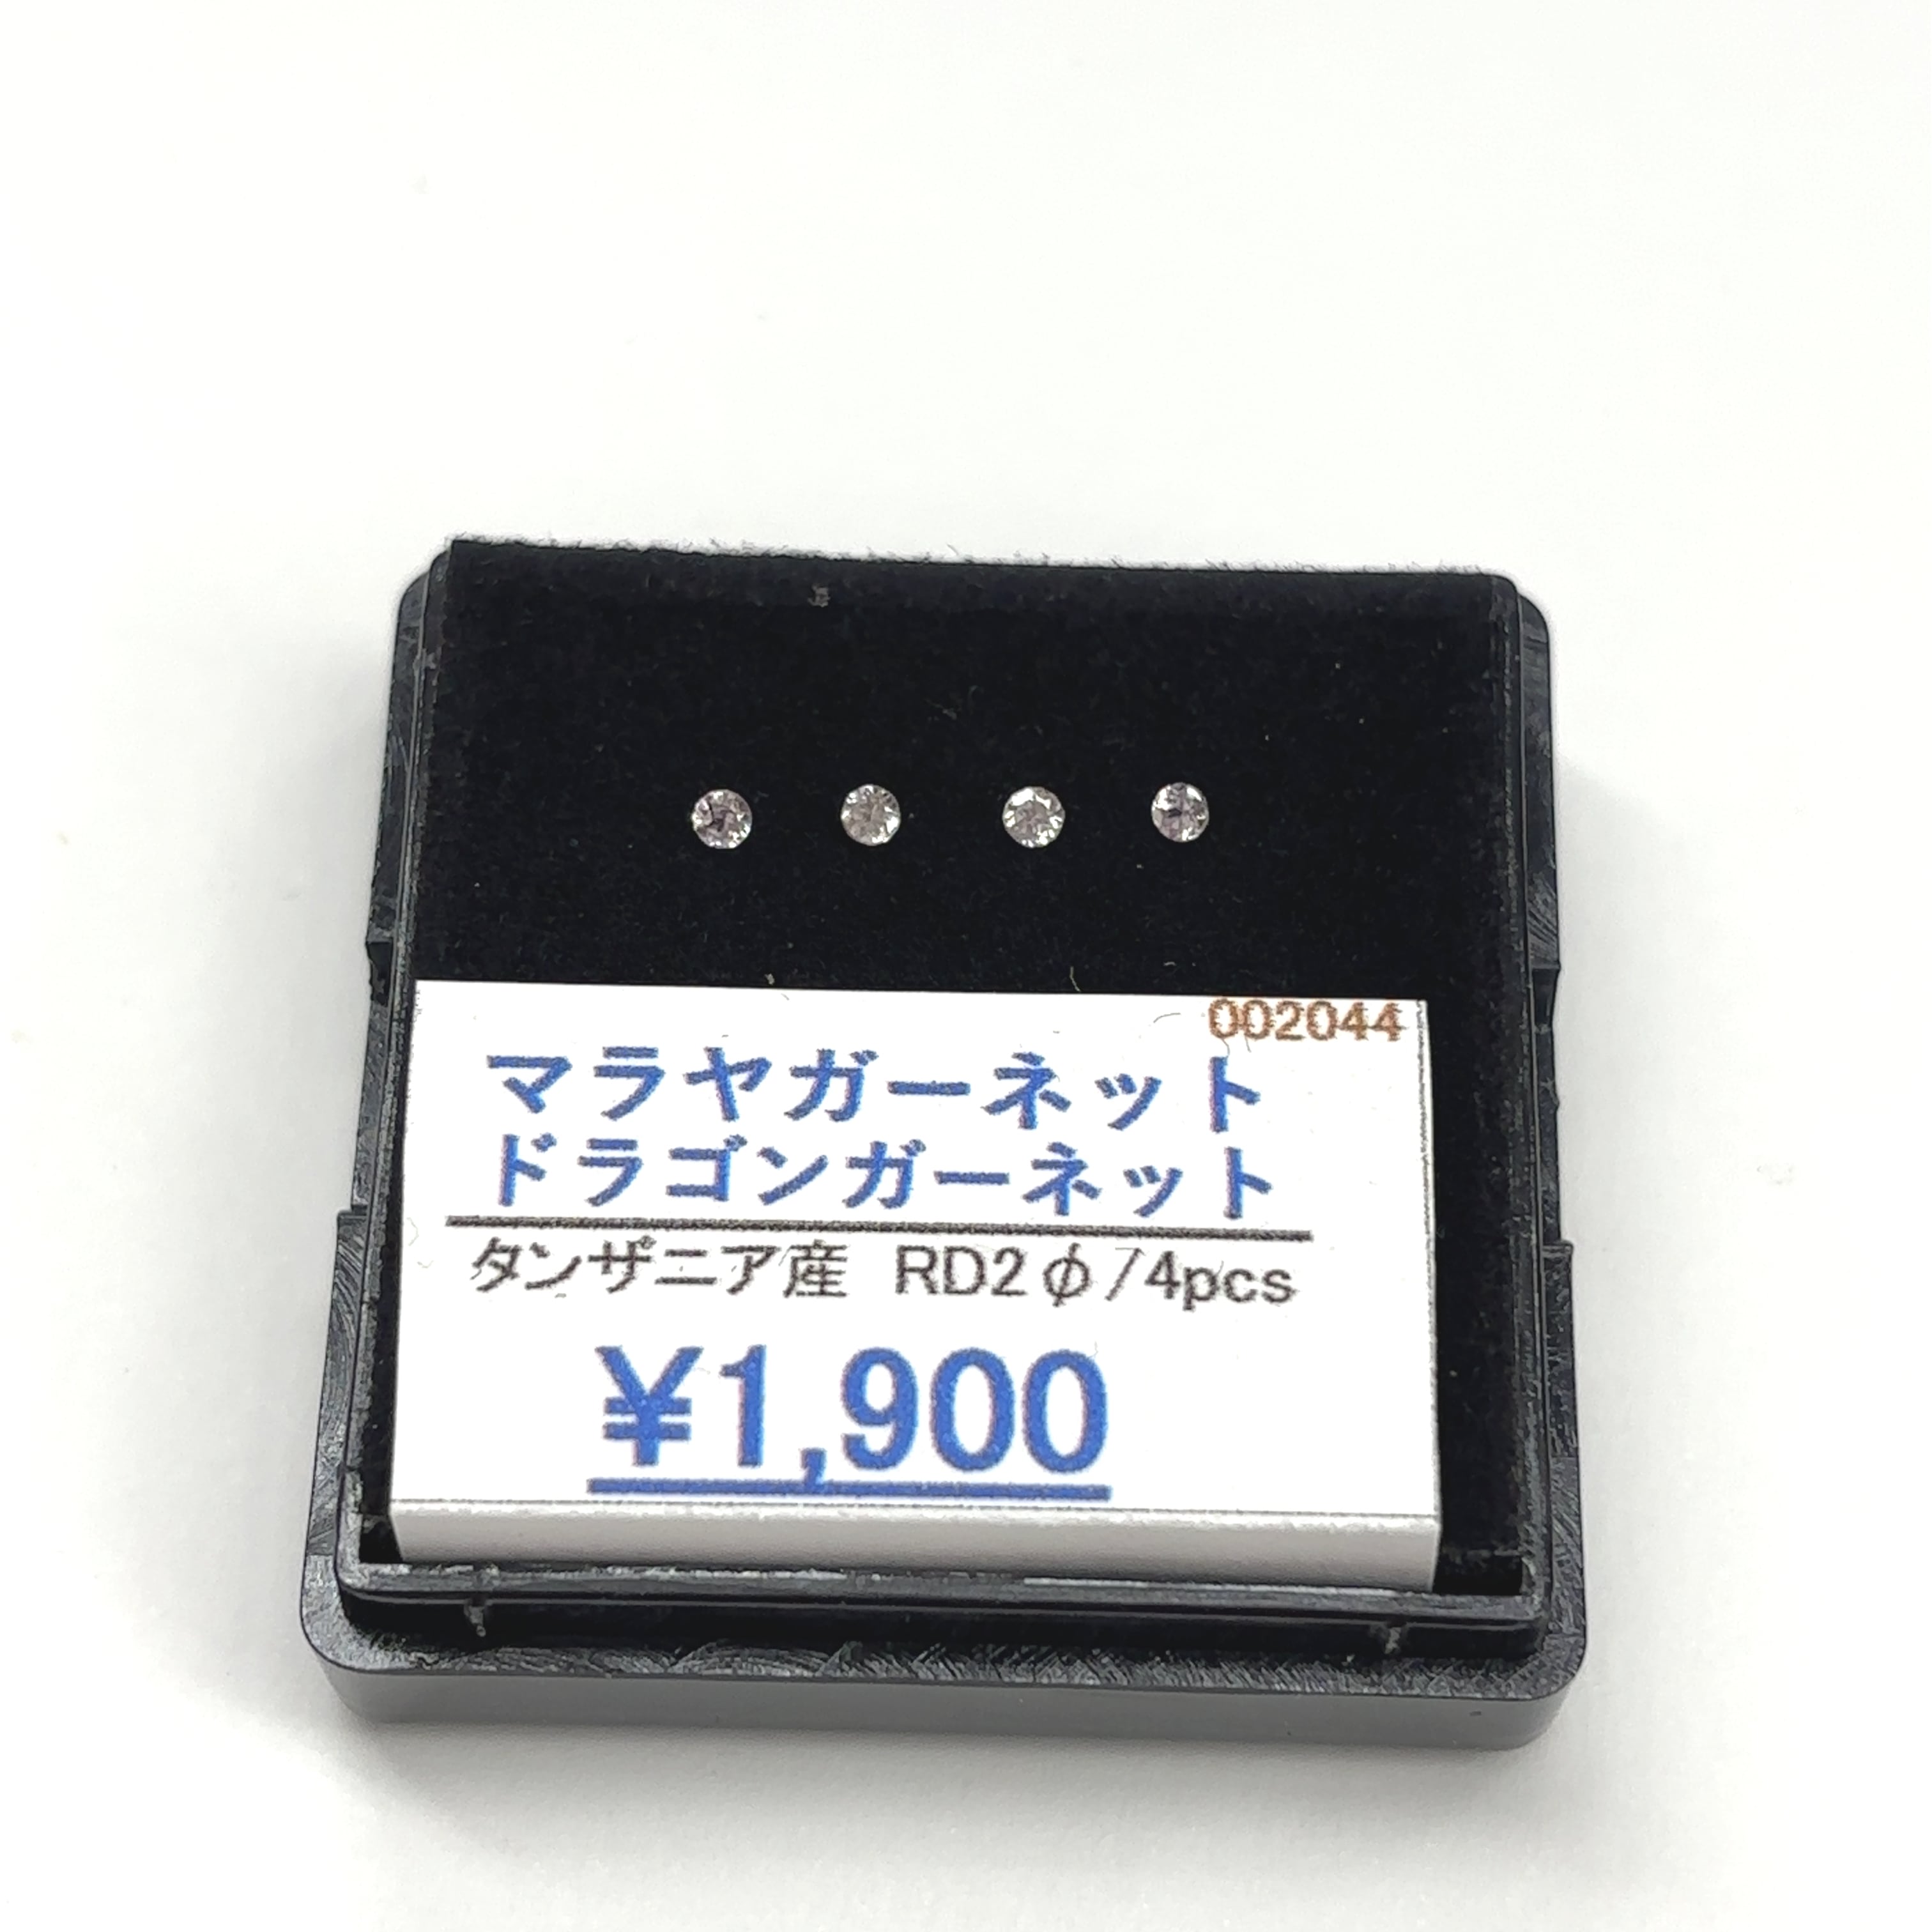 002044
マラヤガーネット
ドラゴンガーネット
タンザニア産 RD2φ/4pcs
¥1,900